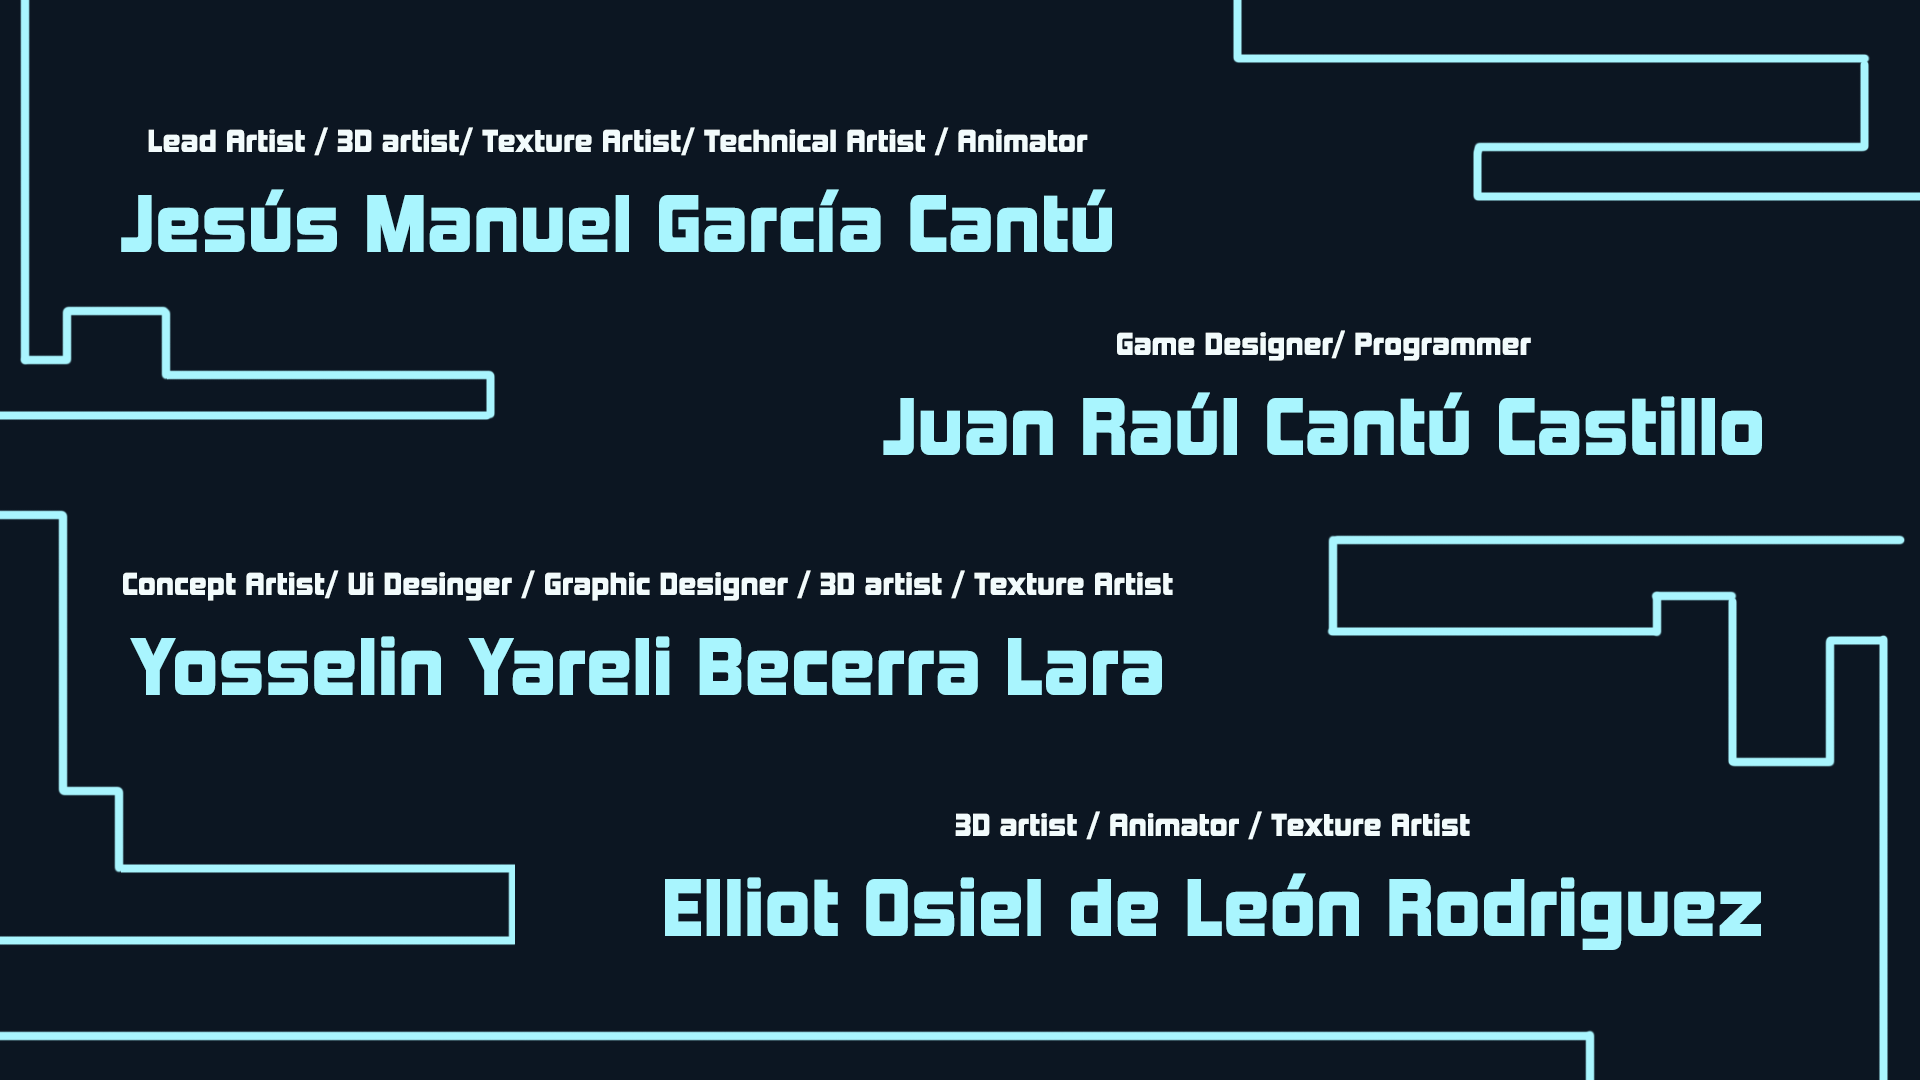 Lead Artist / 3D artist/ Texture Artist/ Technical Artist / Animator
Jesús Manuel García Cantú
Game Designer/ Programmer
Juan Raúl Cantú Castillo
Concept Artist/ Ui Desinger / Graphic Designer / 3D artist / Texture Artist
Yosselin Yareli Becerra Lara
3D artist / Animator / Texture Artist
Elliot Osiel de León Rodriguez